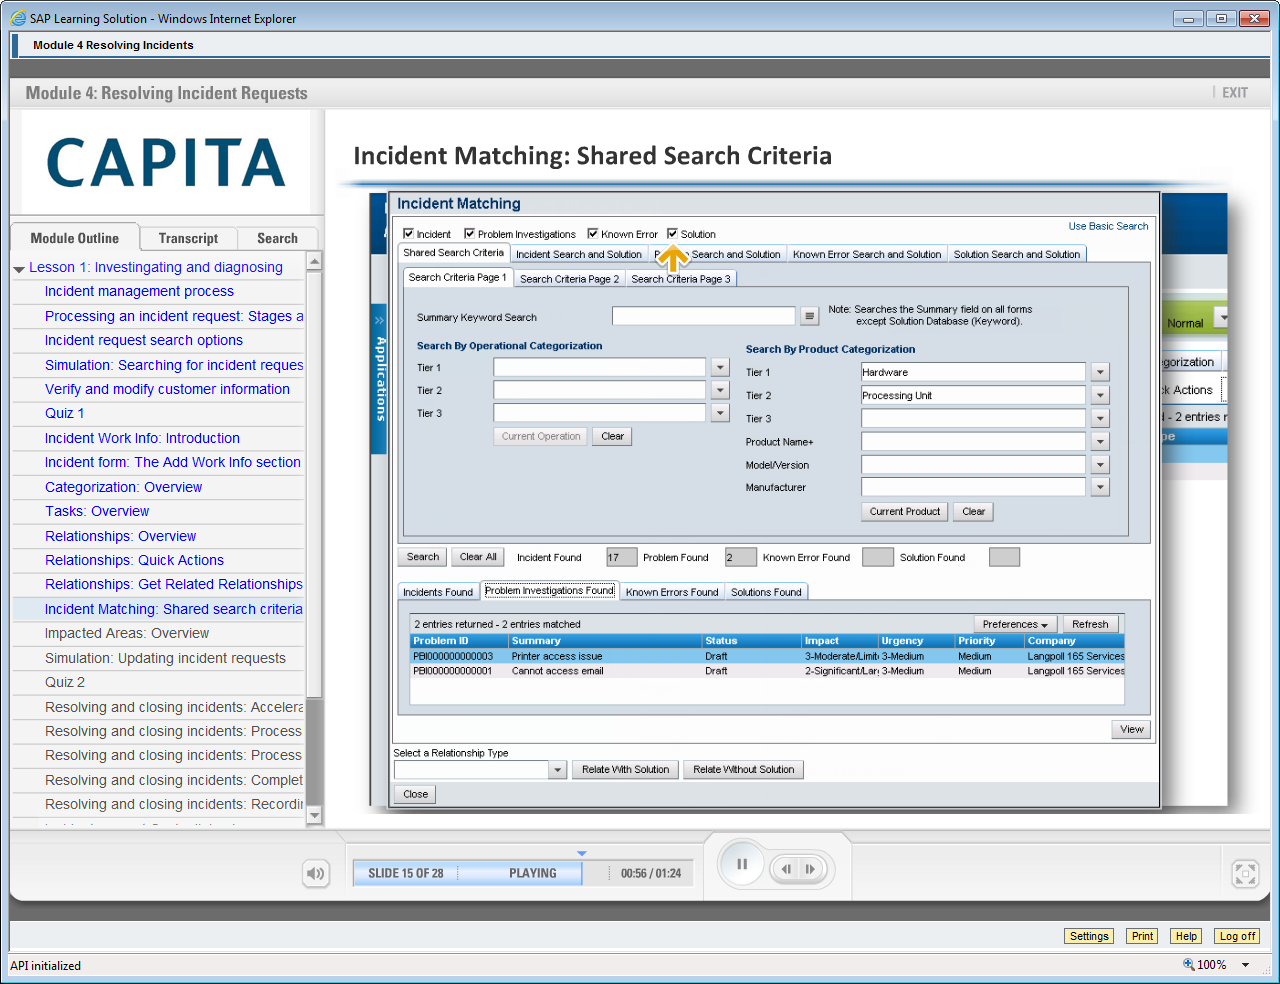 SAP Learning Solution - Windows Internet Explorer
Module 4 Resolving Incidents
Module 4: Resolving Incident Requests
EXIT
CAPITA
Module Outline
Transcript
Search
Lesson 1: Investingating and diagnosing
Incident management process
Processing an incident request: Stages a
Incident request search options
Simulation: Searching for incident reques
Verify and modify customer information
Quiz 1
Incident Work Info: Introduction
Incident form: The Add Work Info section
Categorization: Overview
Tasks: Overview
Relationships: Overview
Relationships: Quick Actions
Relationships: Get Related Relationships
Incident Matching: Shared search criteria
Impacted Areas: Overview
Simulation: Updating incident requests
Quiz 2
Resolving and closing incidents: Accelera
Resolving and closing incidents: Process
Resolving and closing incidents: Process
Resolving and closing incidents: Complet
Resolving and closing incidents: Recordin
Incident Matching: Shared Search Criteria
Incident Matching
Use Basic Search
Incident Problem Investigations Known Error Solution
Shared Search Criteria Incident Search and Solution Search and Solution Known Error Search and Solution Solution Search and Solution
Search Criteria Page 1 Search Criteria Page 2 Search Criteria Page 3
Summary Keyword Search
Note: Searches the Summary field on all forms
except Solution Database (Keyword).
Search By Operational Categorization
Tier 1
Tier 2
Tier 3
Current Operation Clear
Search By Product Categorization
Tier 1 Hardware
Tier 2 Processing Unit
Tier 3
Product Name+
Model/Version
Manufacturer
Current Product Clear
Search Clear All Incident Found 17 Problem Found 2 Known Error Found Solution Found
Incidents Found Problem Investigations Found Known Errors Found Solutions Found
2 entries returned - 2 entries matched Preferences Refresh
Problem ID Summary Status Impact Urgency Priority Company
PBI000000000003 Printer access issue Draft 3-Moderate/Limit 3-Medium Medium Langpoll 165 Services
PBI000000000001 Cannot access email Draft 2-Significant/Lar 3-Medium Medium Langpoll 165 Services
View
Select a Relationship Type
Relate With Solution Relate Without Solution
Close
Applications
Normal
egorization
k Actions
d - 2 entries r
pe
SLIDE 15 OF 28 PLAYING 00:56 / 01:24
Settings Print Help Log off
API initialized
100%